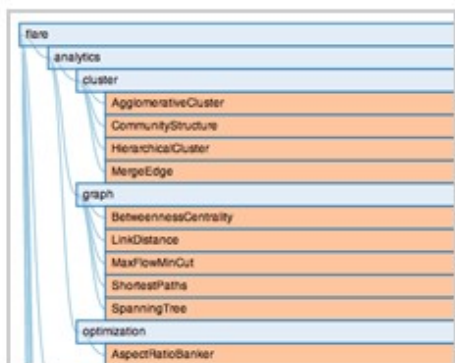 flare
analytics
cluster
AgglomerativeCluster
CommunityStructure
HierarchicalCluster
MergeEdge
graph
BetweennessCentrality
LinkDistance
MaxFlowMinCut
ShortestPaths
SpanningTree
optimization
AspectRatioBanker